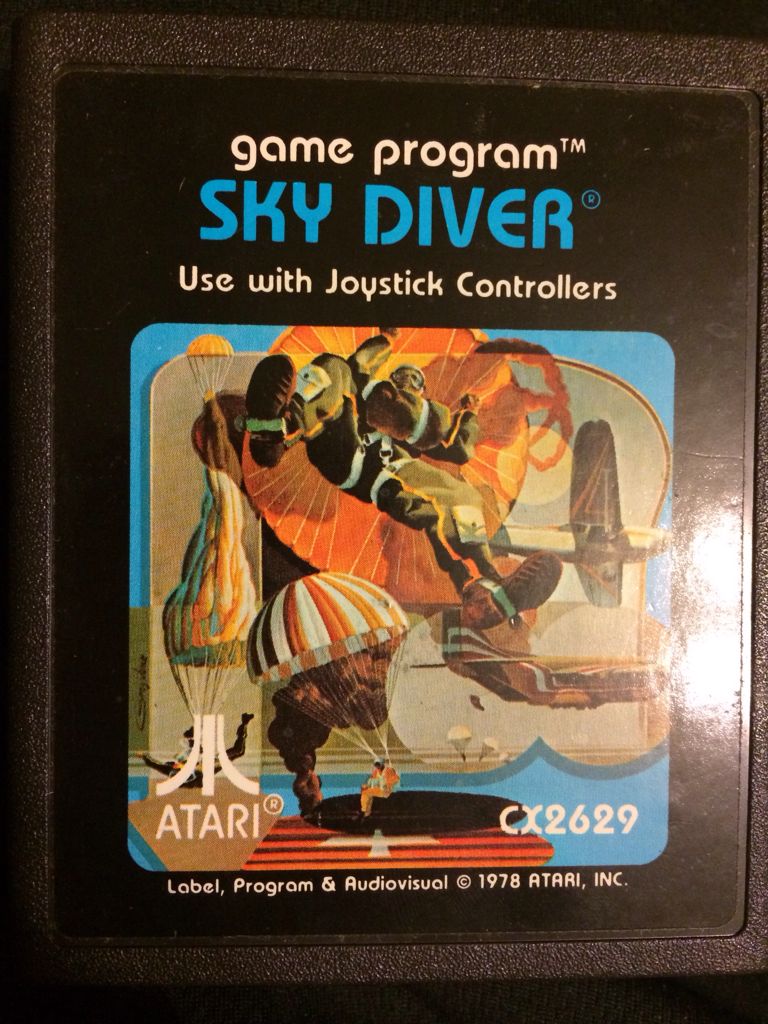 game program™
SKY DIVER®
Use with Joystick Controllers
ATARI®
CX2629
Label, Program & Audiovisual © 1978 ATARI, INC.